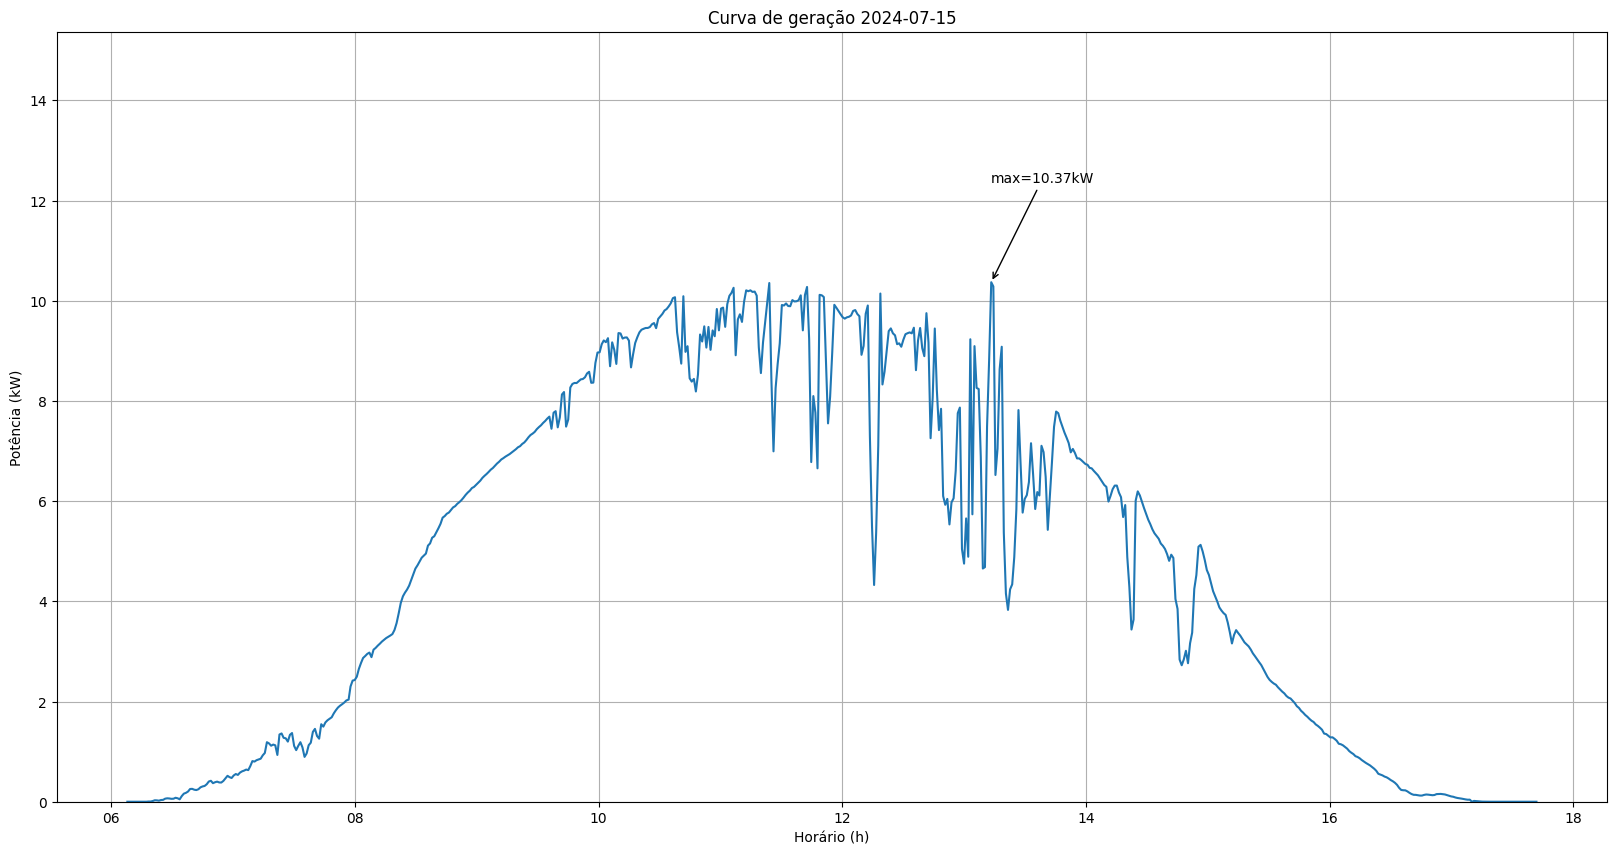 Curva de geração 2024-07-15
Potência (kW)
14
12
10
8
6
4
2
0
max=10.37kW
06 08 10 12 14 16 18
Horário (h)